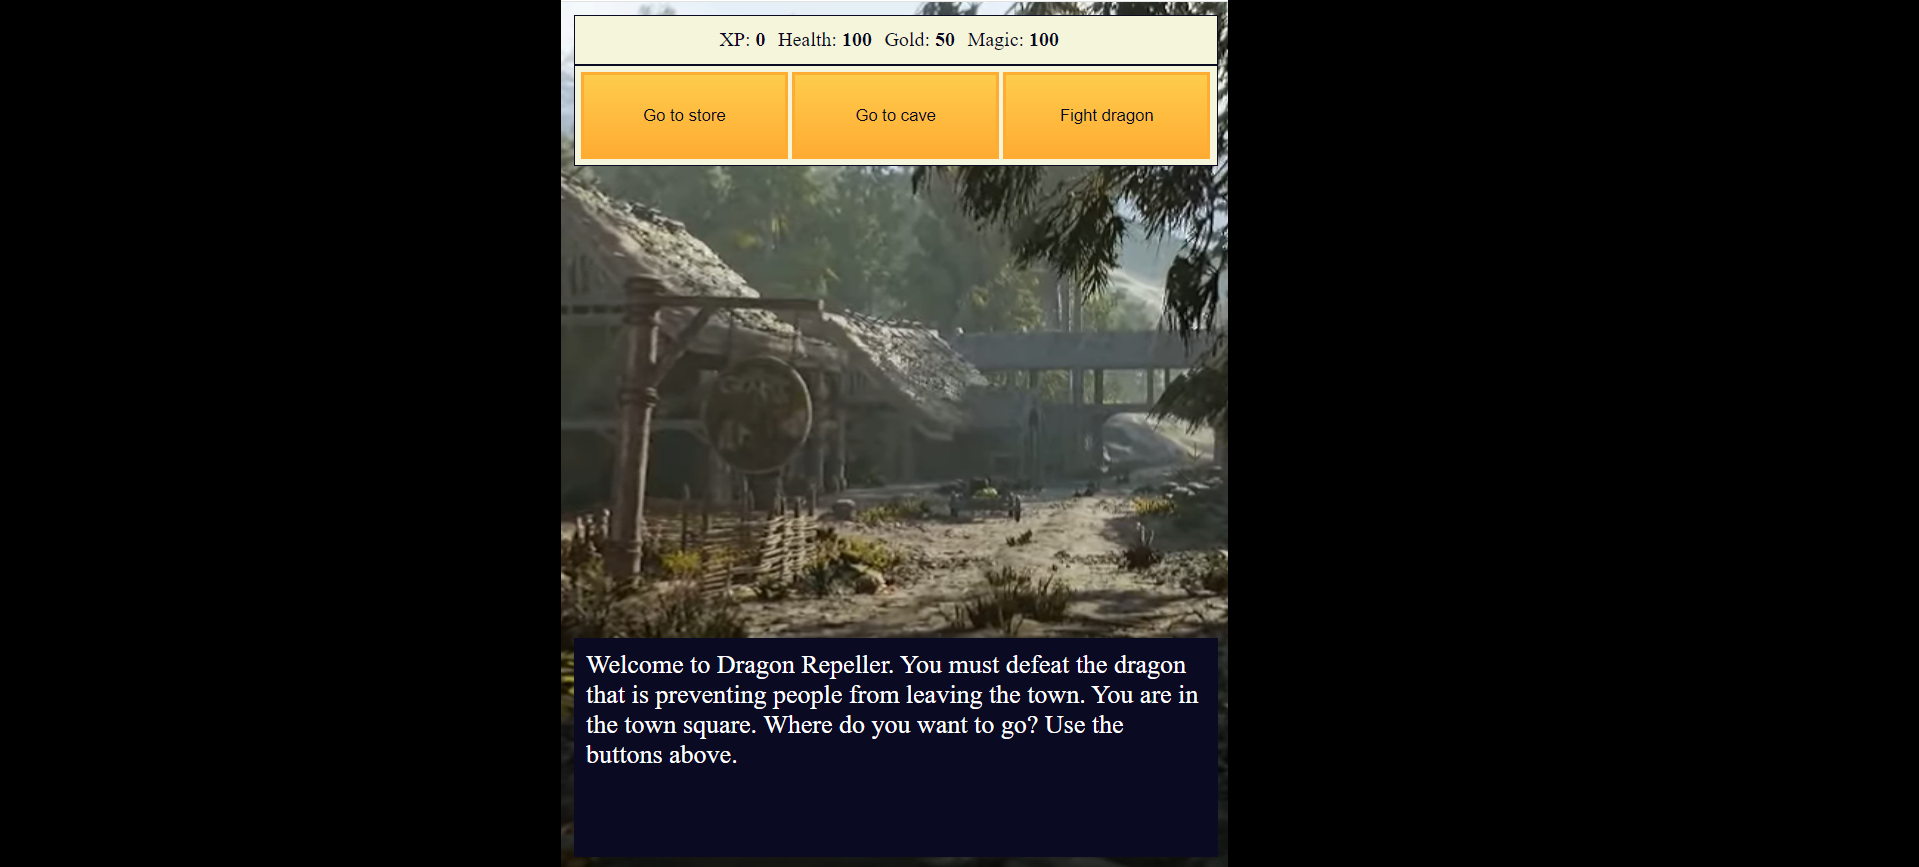 XP: 0 Health: 100 Gold: 50 Magic: 100
Go to store Go to cave Fight dragon
Welcome to Dragon Repeller. You must defeat the dragon
that is preventing people from leaving the town. You are in
the town square. Where do you want to go? Use the
buttons above.